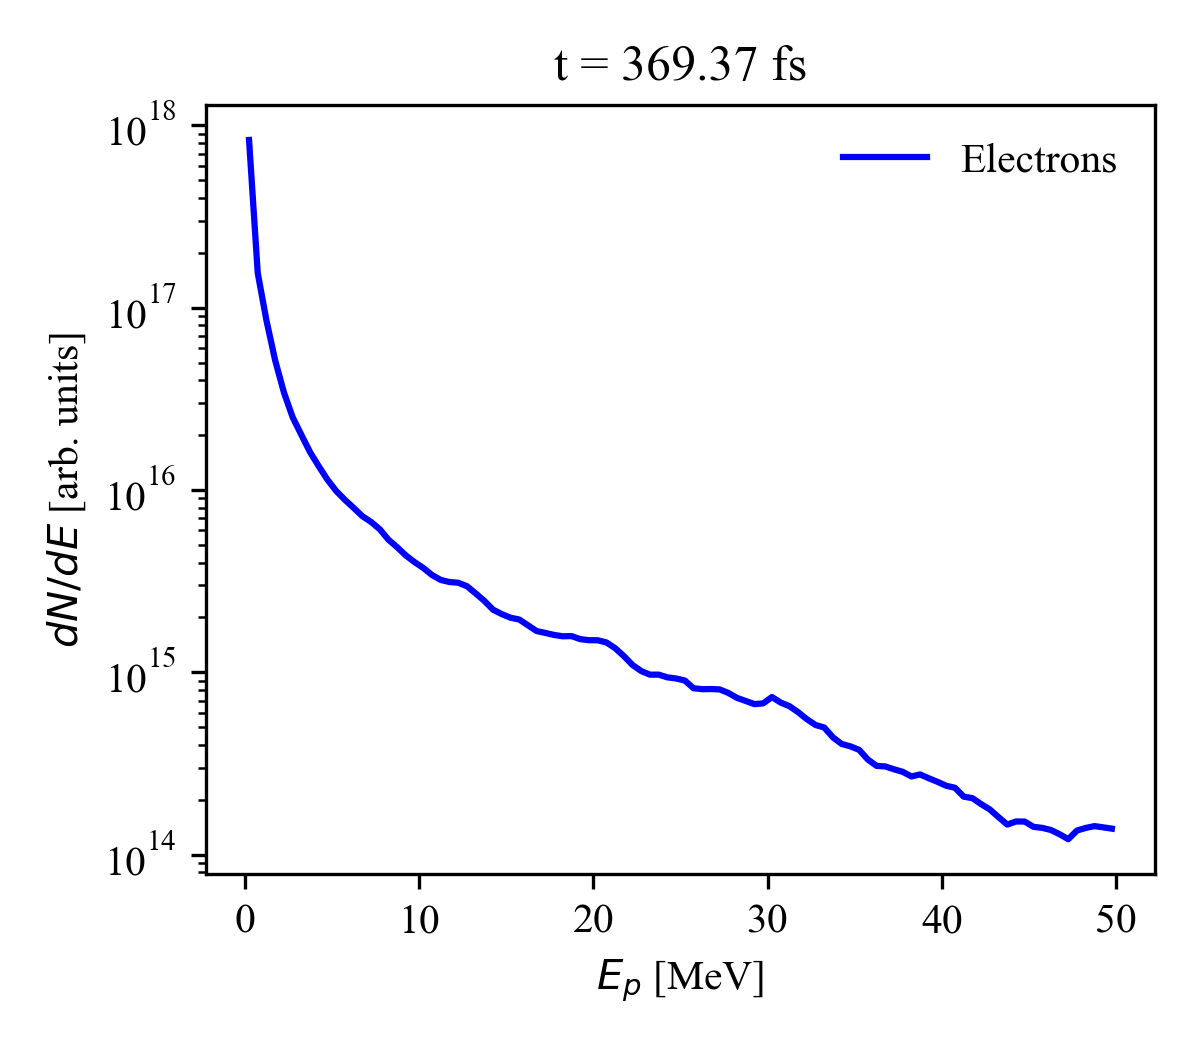 t = 369.37 fs
Electrons
dN/dE [arb. units]
10^18
10^17
10^16
10^15
10^14
0 10 20 30 40 50
E_p [MeV]